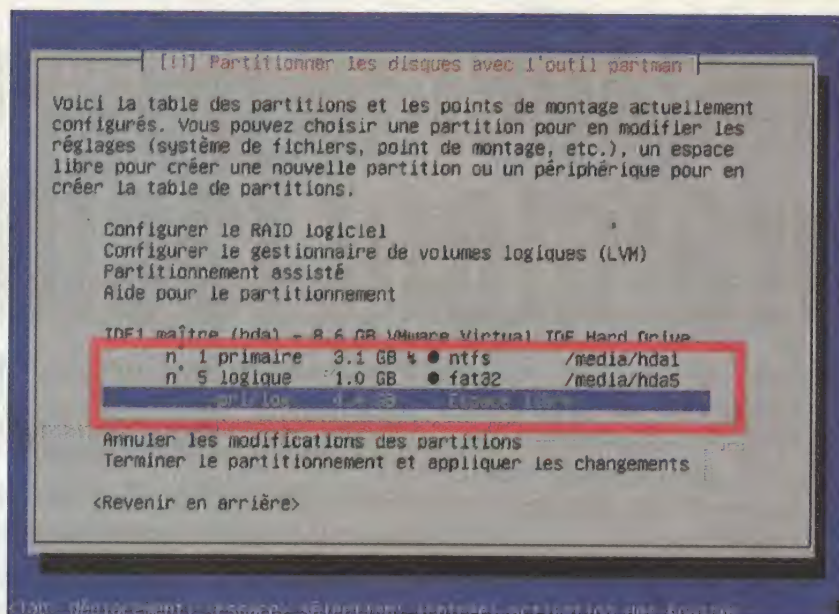 [!!] Partitionner les disques avec l'outil partman
Voici la table des partitions et les points de montage actuellement
configurés. Vous pouvez choisir une partition pour en modifier les
réglages (système de fichiers, point de montage, etc.), un espace
libre pour créer une nouvelle partition ou un périphérique pour en
créer la table de partitions.
Configurer le RAID logiciel
Configurer le gestionnaire de volumes logiques (LVM)
Partitionnement assisté
Aide pour le partitionnement
IDE1 maître (hda) - 8.6 GB VMware Virtual IDE Hard Drive
n° 1 primaire 3.1 GB ● ntfs /media/hda1
n° 5 logique 1.0 GB ● fat32 /media/hda5
pri/log GB Espace libre
Annuler les modifications des partitions
Terminer le partitionnement et appliquer les changements
<Revenir en arrière>